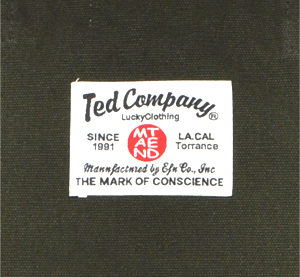 Ted Company®
LuckyClothing
SINCE 1991
MT
AE
ND
LA.CAL
Torrance
Manufactured by Efn Co., Inc
THE MARK OF CONSCIENCE